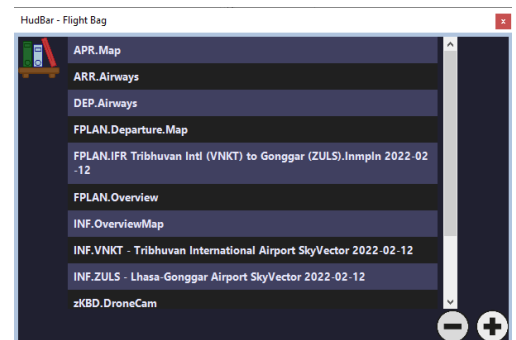 HudBar - Flight Bag
x
APR.Map
ARR.Airways
DEP.Airways
FPLAN.Departure.Map
FPLAN.IFR Tribhuvan Intl (VNKT) to Gonggar (ZULS).lnmpln 2022-02
-12
FPLAN.Overview
INF.OverviewMap
INF.VNKT - Tribhuvan International Airport SkyVector 2022-02-12
INF.ZULS - Lhasa-Gonggar Airport SkyVector 2022-02-12
zKBD.DroneCam